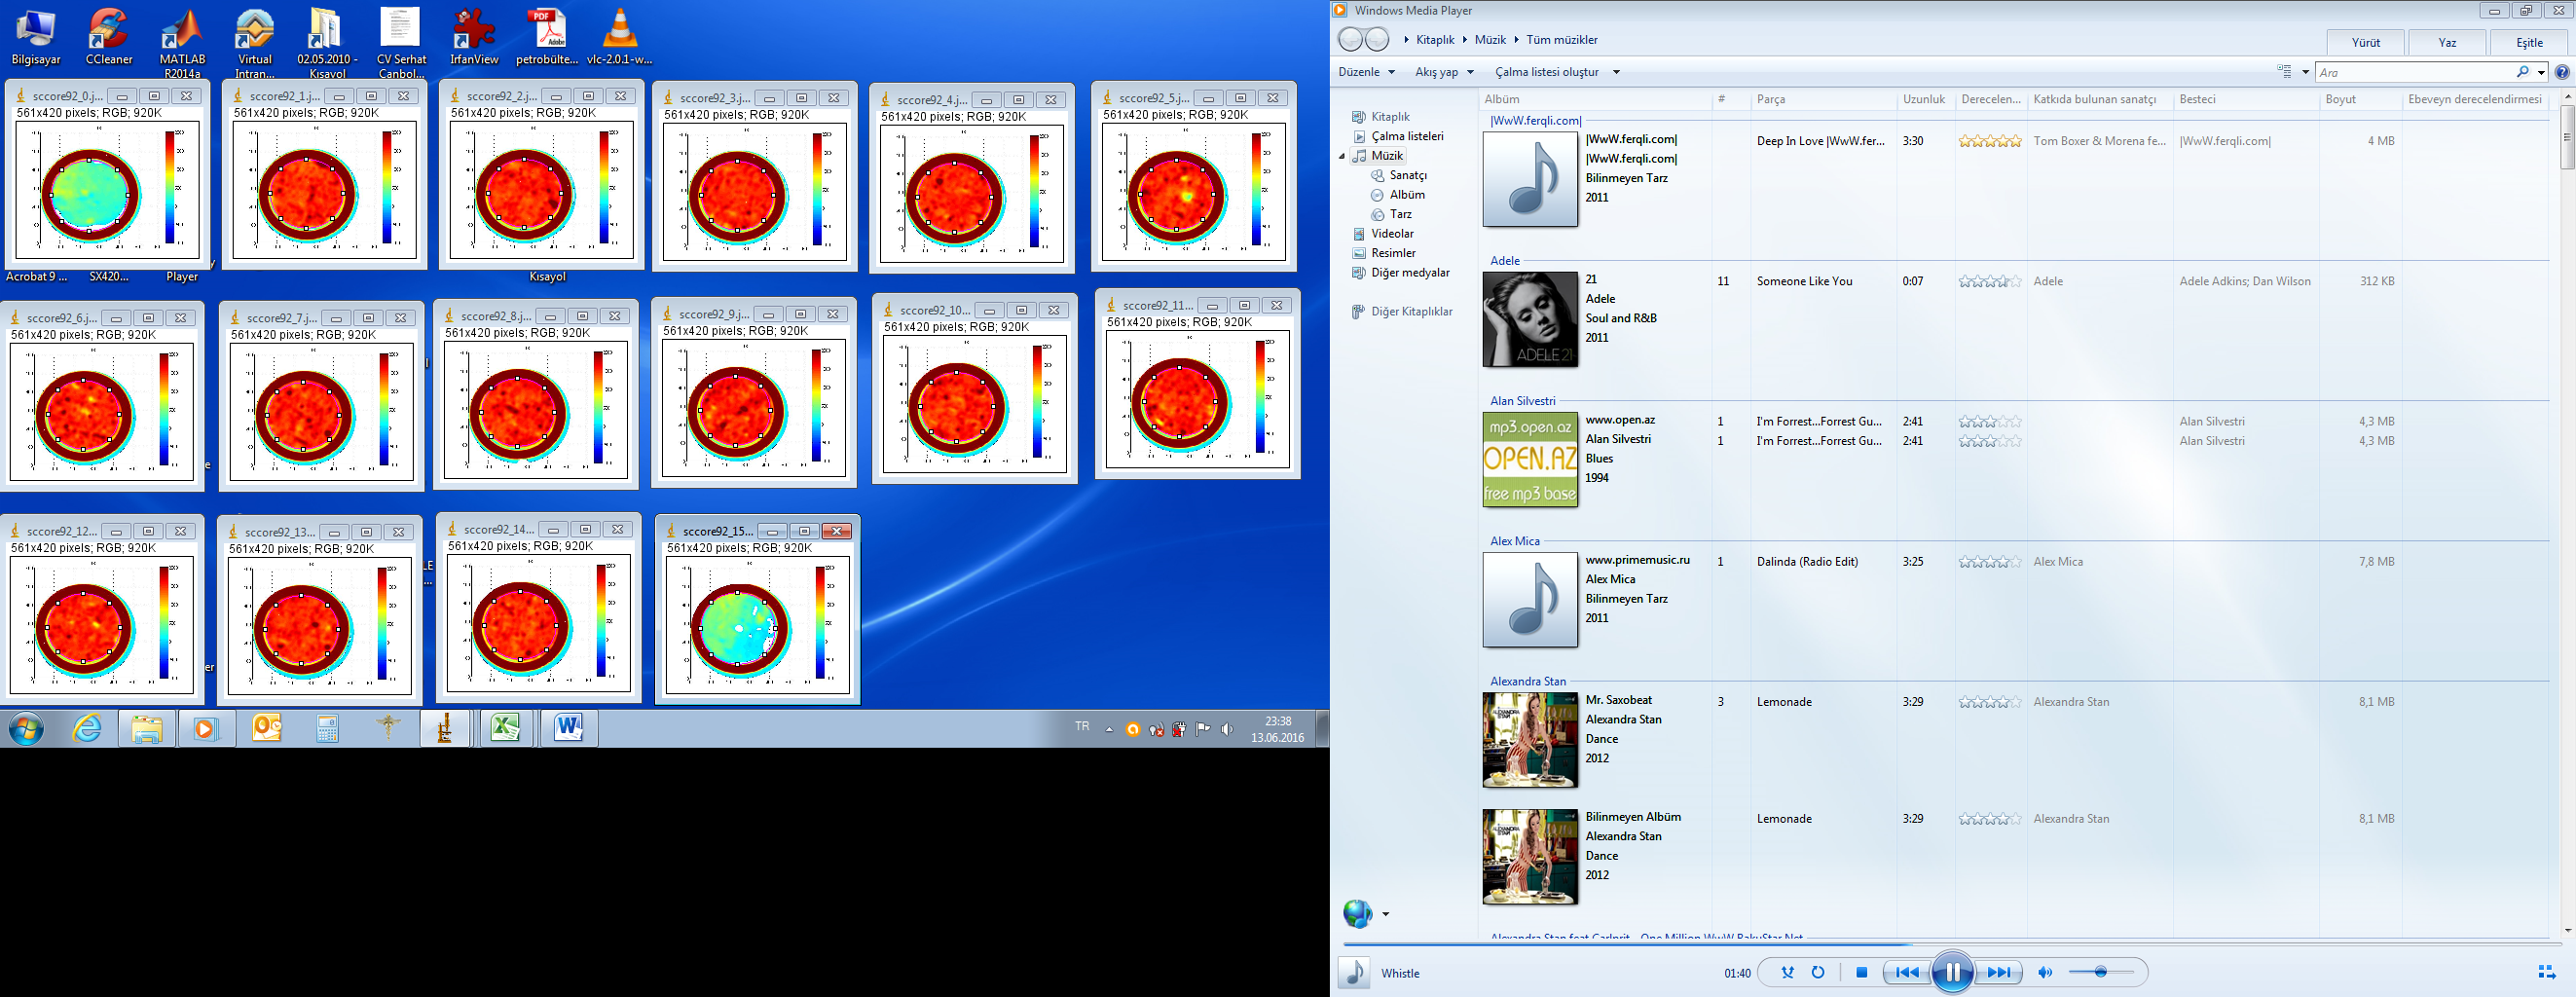 Bilgisayar
CCleaner
MATLAB R2014a
Virtual Intran...
02.05.2010 - Kısayol
CV Serhat Canbol...
IrfanView
petrobülte...
vlc-2.0.1-w...
sccore92_0.j...
561x420 pixels; RGB; 920K
sccore92_1.j...
561x420 pixels; RGB; 920K
sccore92_2.j...
561x420 pixels; RGB; 920K
sccore92_3.j...
561x420 pixels; RGB; 920K
sccore92_4.j...
561x420 pixels; RGB; 920K
sccore92_5.j...
561x420 pixels; RGB; 920K
Acrobat 9 ...
SX420...
Player
Kısayol
sccore92_6.j...
561x420 pixels; RGB; 920K
sccore92_7.j...
561x420 pixels; RGB; 920K
sccore92_8.j...
561x420 pixels; RGB; 920K
sccore92_9.j...
561x420 pixels; RGB; 920K
sccore92_10...
561x420 pixels; RGB; 920K
sccore92_11...
561x420 pixels; RGB; 920K
sccore92_12...
561x420 pixels; RGB; 920K
sccore92_13...
561x420 pixels; RGB; 920K
sccore92_14...
561x420 pixels; RGB; 920K
sccore92_15...
561x420 pixels; RGB; 920K
TR
23:38
13.06.2016
Windows Media Player
Kitaplık Müzik Tüm müzikler
Yürüt Yaz Eşitle
Düzenle Akış yap Çalma listesi oluştur
Ara
Kitaplık
Çalma listeleri
Müzik
Sanatçı
Albüm
Tarz
Videolar
Resimler
Diğer medyalar
Diğer Kitaplıklar
Albüm # Parça Uzunluk Derecelen... Katkıda bulunan sanatçı Besteci Boyut Ebeveyn derecelendirmesi
|WwW.ferqli.com|
|WwW.ferqli.com| Deep In Love |WwW.fer... 3:30 Tom Boxer & Morena fe... |WwW.ferqli.com| 4 MB
|WwW.ferqli.com|
Bilinmeyen Tarz
2011
Adele
21 11 Someone Like You 0:07 Adele Adele Adkins; Dan Wilson 312 KB
Adele
Soul and R&B
2011
ADELE 21
Alan Silvestri
www.open.az 1 I'm Forrest...Forrest Gu... 2:41 Alan Silvestri 4,3 MB
Alan Silvestri 1 I'm Forrest...Forrest Gu... 2:41 Alan Silvestri 4,3 MB
Blues
1994
mp3.open.az
OPEN.AZ
free mp3 base
Alex Mica
www.primemusic.ru 1 Dalinda (Radio Edit) 3:25 Alex Mica 7,8 MB
Alex Mica
Bilinmeyen Tarz
2011
Alexandra Stan
Mr. Saxobeat 3 Lemonade 3:29 Alexandra Stan 8,1 MB
Alexandra Stan
Dance
2012
Bilinmeyen Albüm Lemonade 3:29 Alexandra Stan 8,1 MB
Alexandra Stan
Dance
2012
Alexandra Stan feat Carlprit - One Million WwW.BakuStar.Net
Whistle
01:40